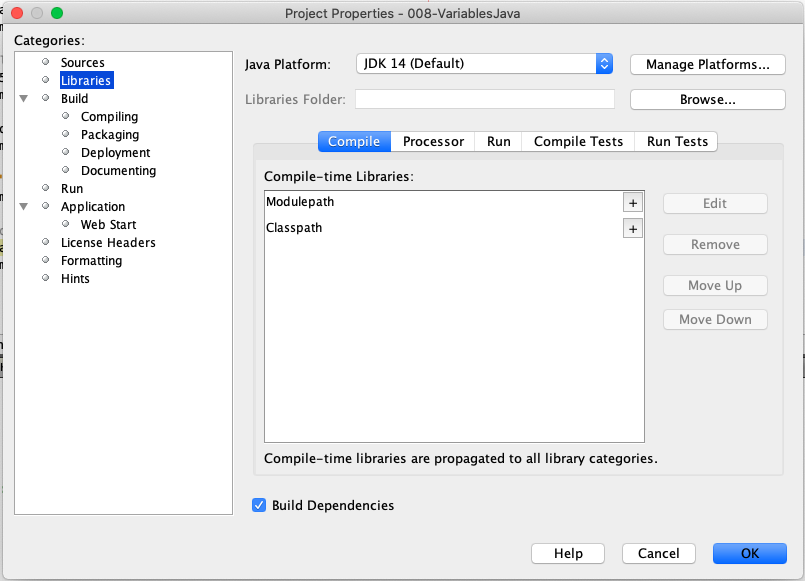 Project Properties - 008-VariablesJava
Categories:
Sources
Libraries
Build
Compiling
Packaging
Deployment
Documenting
Run
Application
Web Start
License Headers
Formatting
Hints
Java Platform:
JDK 14 (Default)
Manage Platforms...
Libraries Folder:
Browse...
Compile
Processor
Run
Compile Tests
Run Tests
Compile-time Libraries:
Modulepath
+
Classpath
+
Edit
Remove
Move Up
Move Down
Compile-time libraries are propagated to all library categories.
Build Dependencies
Help
Cancel
OK